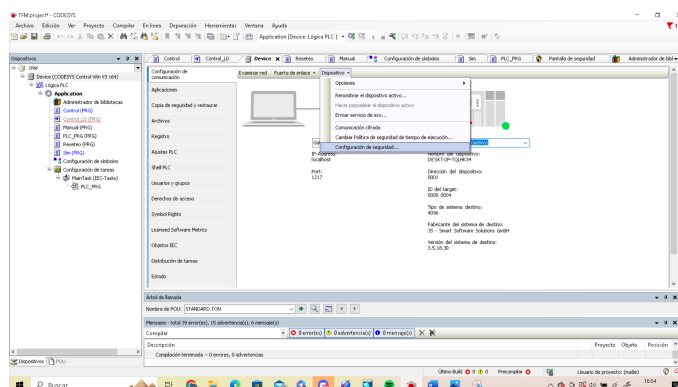 TFM.project* - CODESYS
Archivo Edición Ver Proyecto Compilar En línea Depuración Herramientas Ventana Ayuda
Application [Device: Lógica PLC]
Dispositivos
Control Control_LD Device Reseteo Manual Configuración de símbolos Sim PLC_PRG Pantalla de seguridad Administrador de bibl
TFM
Device (CODESYS Control Win V3 x64)
Lógica PLC
Application
Administrador de bibliotecas
Control (PRG)
Control_LD (PRG)
Manual (PRG)
PLC_PRG (PRG)
Reseteo (PRG)
Sim (PRG)
Configuración de símbolos
Configuración de tareas
MainTask (IEC-Tasks)
PLC_PRG
Configuración de comunicación
Aplicaciones
Copia de seguridad y restaurar
Archivos
Registro
Ajustes PLC
Shell PLC
Usuarios y grupos
Derechos de acceso
Symbol Rights
Licensed Software Metrics
Objetos IEC
Distribución de tareas
Estado
Examinar red Puerta de enlace Dispositivo
Opciones
Renombrar el dispositivo activo...
Hacer parpadear el dispositivo activo
Enviar servicio de eco...
Comunicación cifrada
Cambiar Política de seguridad de tiempo de ejecución...
Configuración de seguridad...
IP-Address:
localhost
Port:
1217
Nombre del dispositivo:
DESKTOP-TQLHKJ4
Dirección del dispositivo:
0001
ID del target:
0000 0004
Tipo de sistema destino:
4096
Fabricante del sistema de destino:
3S - Smart Software Solutions GmbH
Versión del sistema de destino:
3.5.18.30
Árbol de llamada
Nombre de POU: STANDARD.TON
Mensajes - total 39 error(es), 15 advertencia(s), 6 mensaje(s)
Compilar 0 error(es) 0 advertencia(s) 0 mensaje(s)
Descripción Proyecto Objeto Posición
Compilación terminada -- 0 errores, 0 advertencias
Dispositivos POU
Último build: 0 0 Precompilar Usuario de proyecto: (nadie)
Buscar
16:54